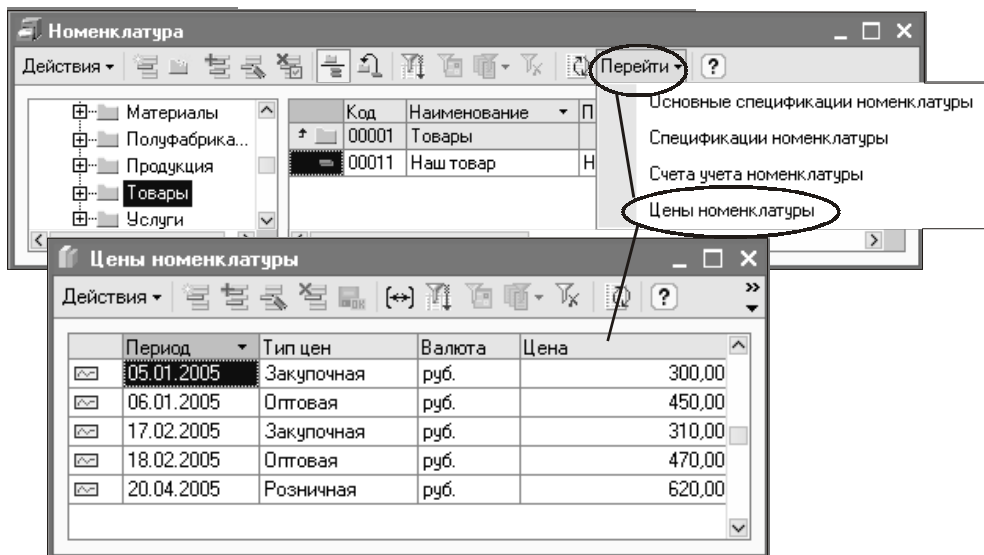 Номенклатура
Действия Перейти ?
Основные спецификации номенклатуры
Спецификации номенклатуры
Счета учета номенклатуры
Цены номенклатуры
Материалы
Полуфабрика...
Продукция
Товары
Услуги
Код Наименование П
00001 Товары
00011 Наш товар Н
Цены номенклатуры
Действия OK ?
Период Тип цен Валюта Цена
05.01.2005 Закупочная руб. 300,00
06.01.2005 Оптовая руб. 450,00
17.02.2005 Закупочная руб. 310,00
18.02.2005 Оптовая руб. 470,00
20.04.2005 Розничная руб. 620,00